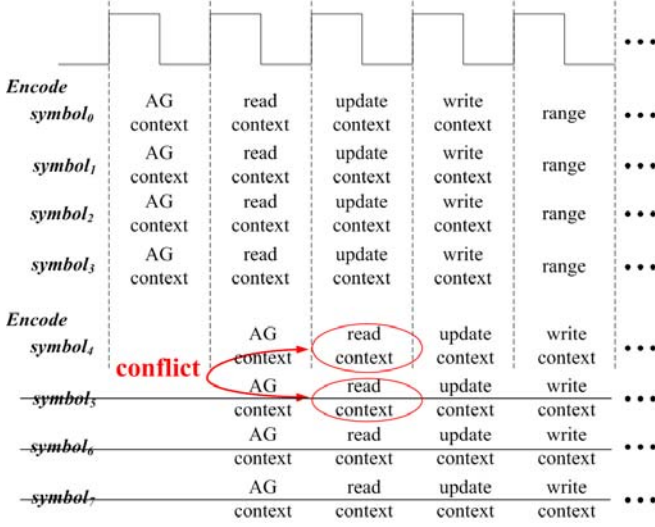 •••
Encode
symbol0 AG context read context update context write context range •••
symbol1 AG context read context update context write context range •••
symbol2 AG context read context update context write context range •••
symbol3 AG context read context update context write context range •••
Encode
symbol4 AG context read context update context write context •••
conflict
symbol5 AG context read context update context write context •••
symbol6 AG context read context update context write context •••
symbol7 AG context read context update context write context •••